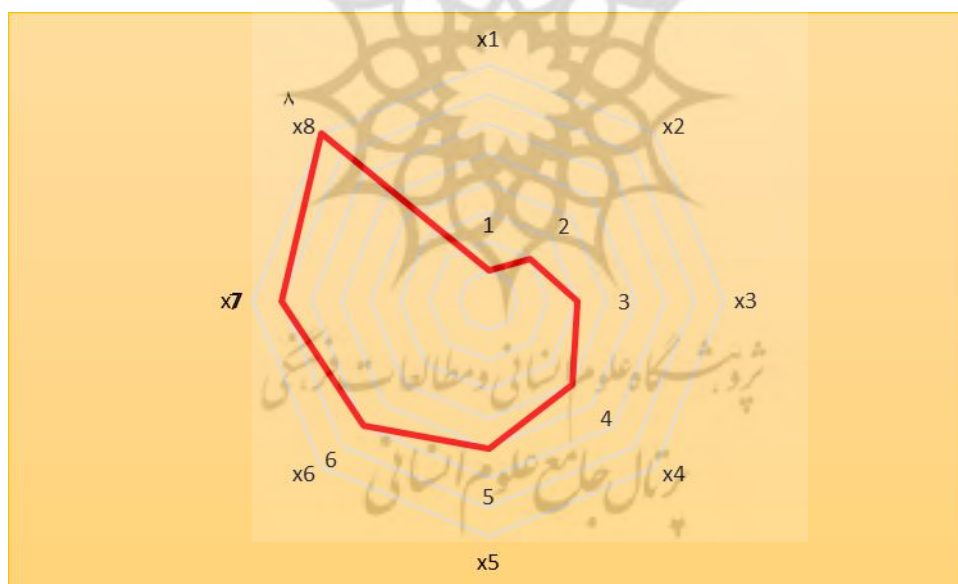 x1
۸
x8
x2
1
2
x7
3
x3
پژوهشگاه علوم انسانی و مطالعات فرهنگی
4
6
x6
x4
پرتال جامع علوم انسانی
5
x5